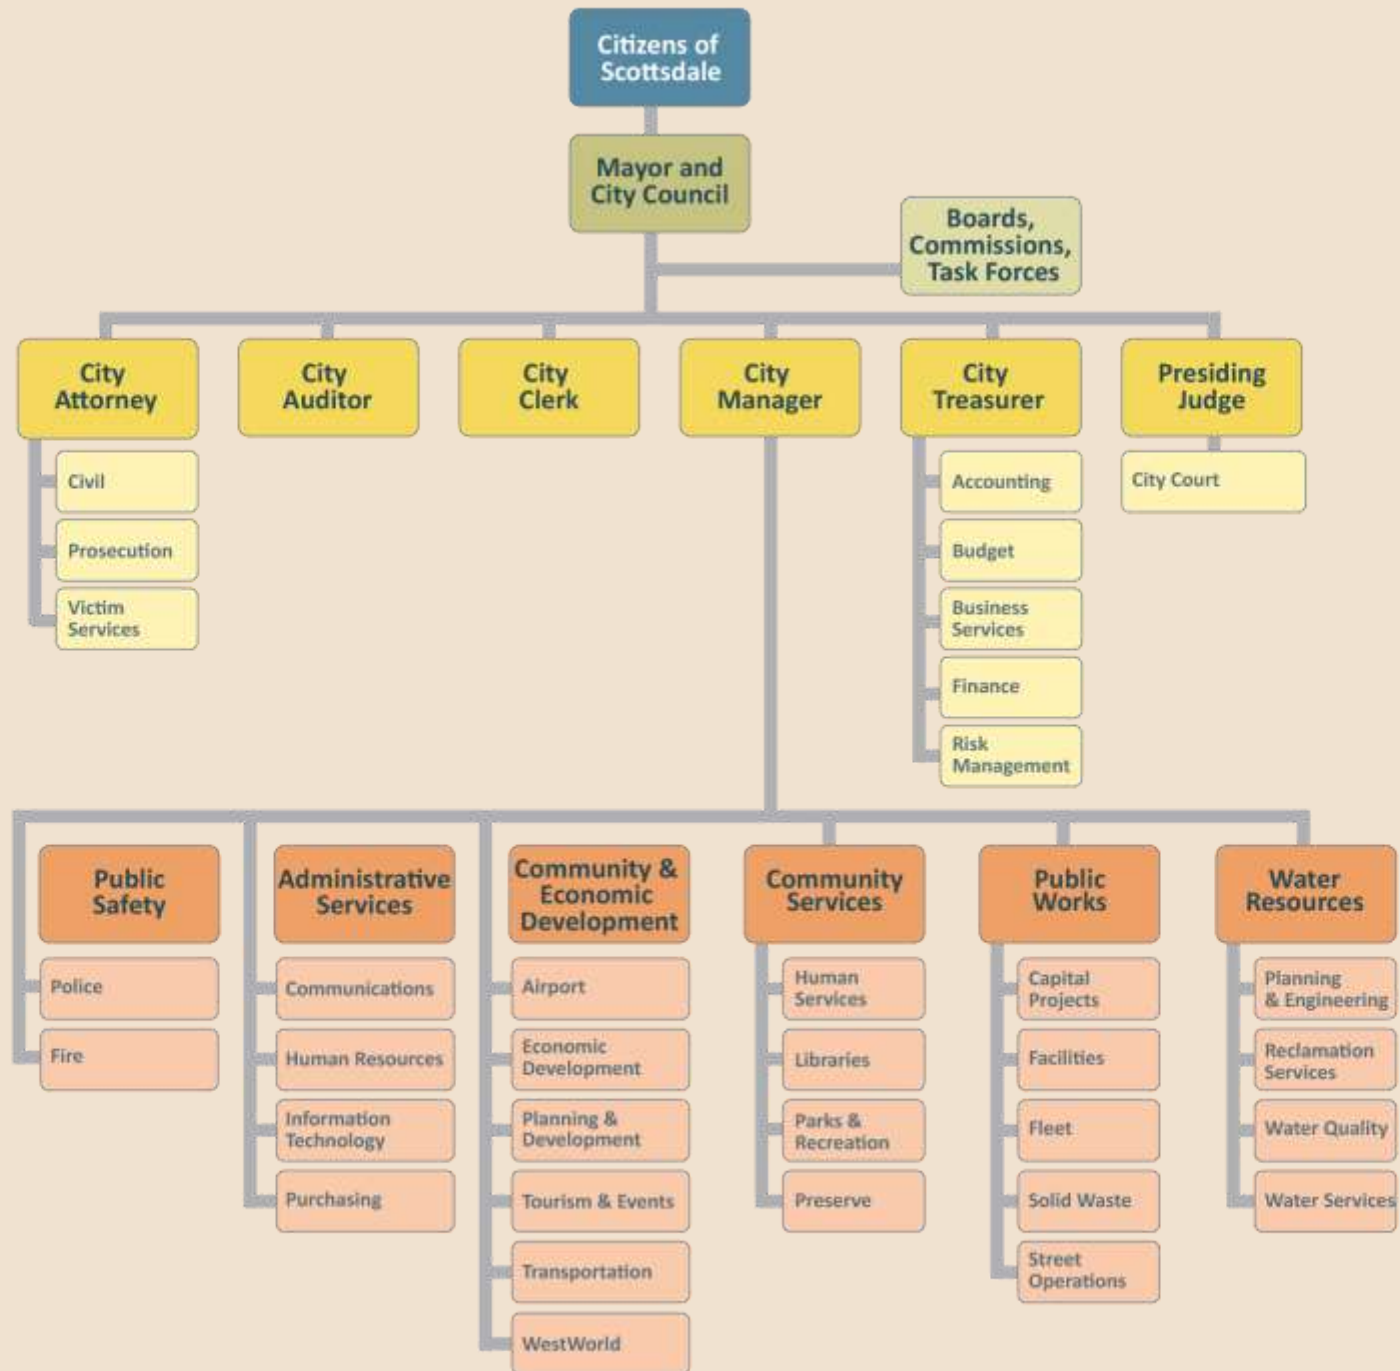 Citizens of
Scottsdale
Mayor and
City Council
Boards,
Commissions,
Task Forces
City
Attorney
City
Auditor
City
Clerk
City
Manager
City
Treasurer
Presiding
Judge
Civil
Prosecution
Victim
Services
Accounting
Budget
Business
Services
Finance
Risk
Management
City Court
Public
Safety
Police
Fire
Administrative
Services
Communications
Human Resources
Information
Technology
Purchasing
Community &
Economic
Development
Airport
Economic
Development
Planning &
Development
Tourism & Events
Transportation
WestWorld
Community
Services
Human
Services
Libraries
Parks &
Recreation
Preserve
Public
Works
Capital
Projects
Facilities
Fleet
Solid Waste
Street
Operations
Water
Resources
Planning
& Engineering
Reclamation
Services
Water Quality
Water Services